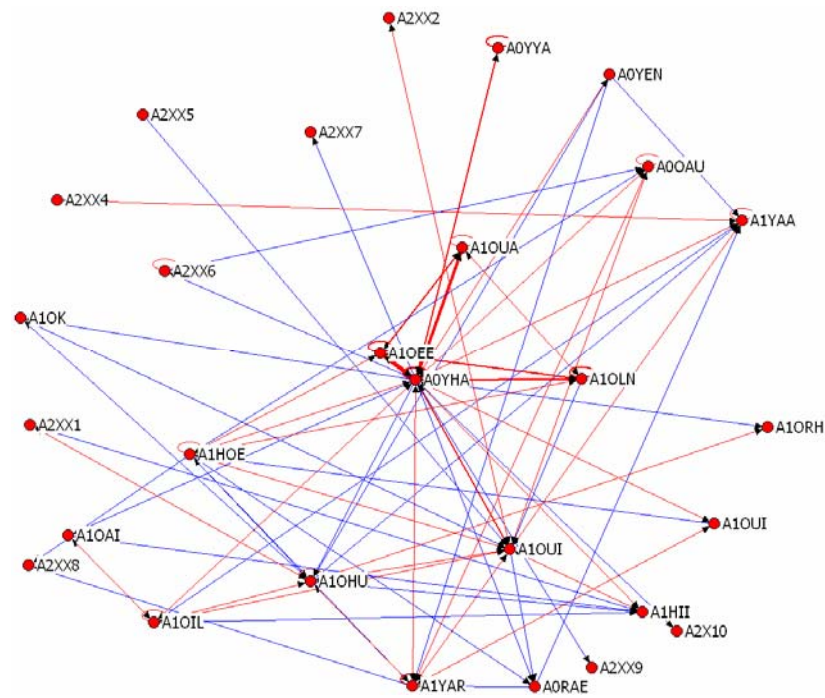 A2XX2
A0YYA
A0YEN
A2XX5
A2XX7
A0OAU
A2XX4
A1YAA
A1OUA
A2XX6
A1OK
A1OEE
A0YHA
A1OLN
A2XX1
A1ORH
A1HOE
A1OUI
A1OAI
A1OUI
A2XX8
A1OHU
A1HII
A1OIL
A2X10
A2XX9
A1YAR
A0RAE